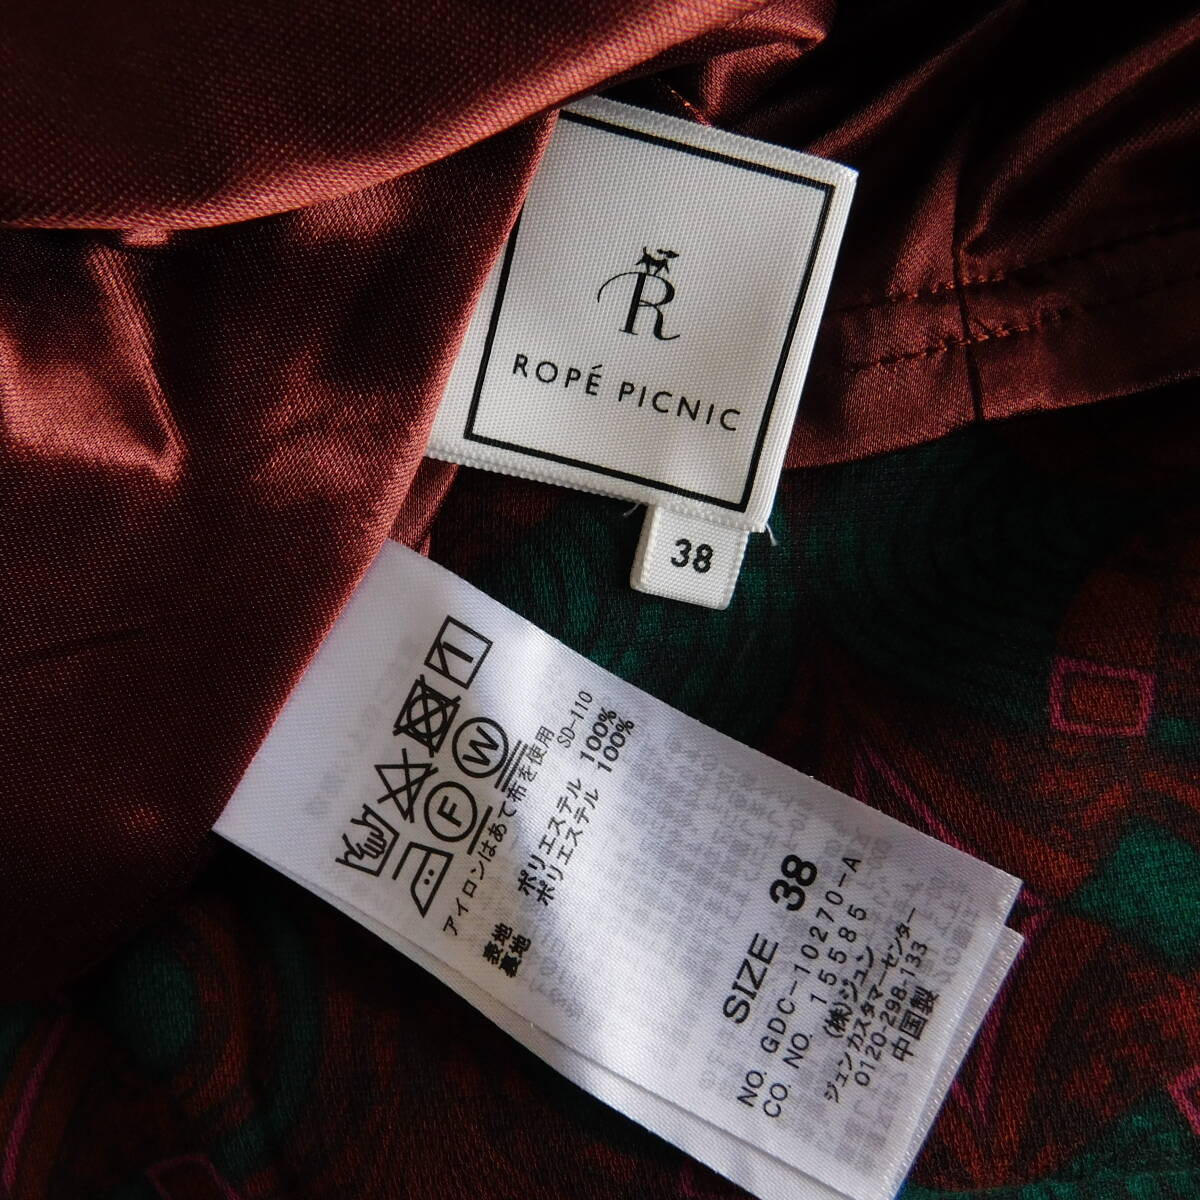 R
ROPÉ PICNIC
38
W
F
アイロンはあて布を使用
SD-110
表地 ポリエステル 100%
裏地 ポリエステル 100%
SIZE 38
NO. GDC-10270-A
CO. NO. 15585
(株)ジュン
ジュンカスタマーセンター
0120-298-133
中国製